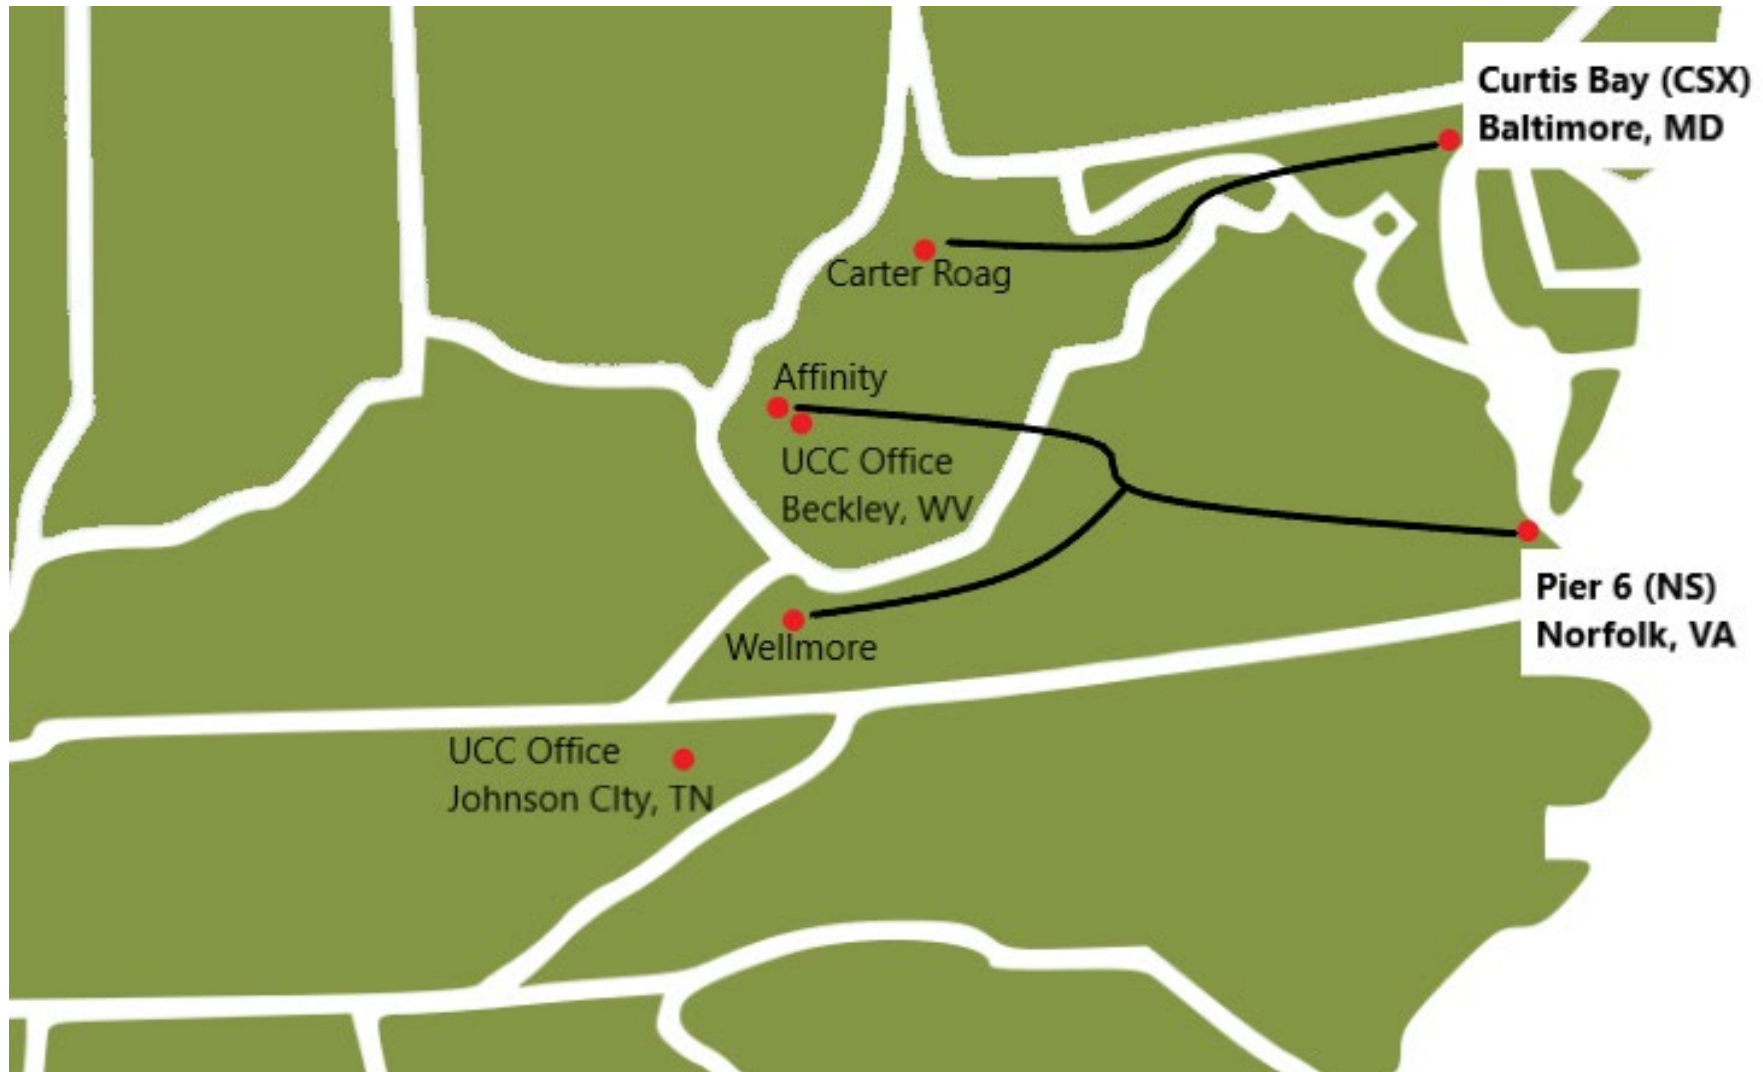 Curtis Bay (CSX)
Baltimore, MD
Carter Roag
Affinity
UCC Office
Beckley, WV
Pier 6 (NS)
Norfolk, VA
Wellmore
UCC Office
Johnson CIty, TN